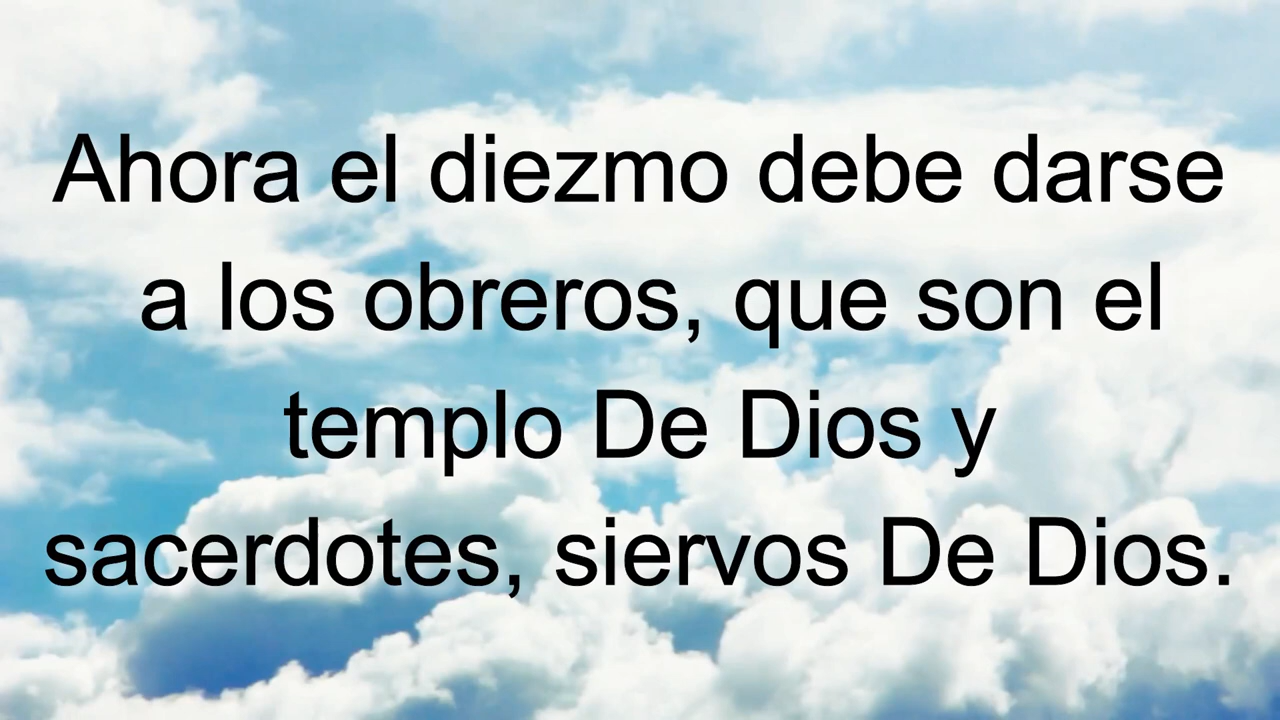 Ahora el diezmo debe darse
a los obreros, que son el
templo De Dios y
sacerdotes, siervos De Dios.